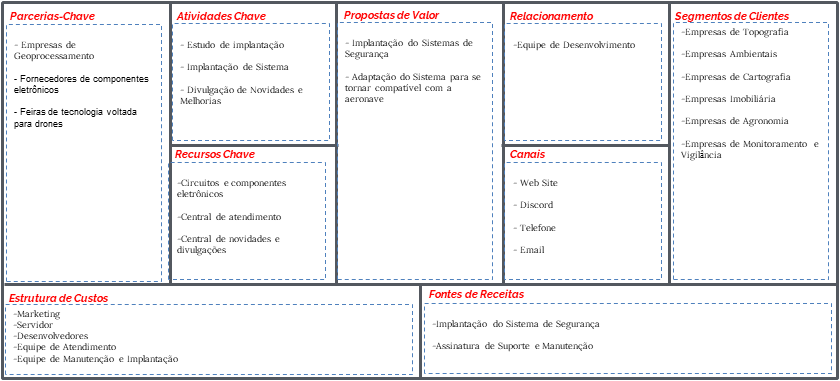 Parcerias-Chave
- Empresas de
Geoprocessamento
- Fornecedores de componentes
eletrônicos
- Feiras de tecnologia voltada
para drones
Atividades Chave
- Estudo de implantação
- Implantação de Sistema
- Divulgação de Novidades e
Melhorias
Recursos Chave
-Circuitos e componentes
eletrônicos
-Central de atendimento
-Central de novidades e
divulgações
Propostas de Valor
- Implantação do Sistemas de
Segurança
- Adaptação do Sistema para se
tornar compatível com a
aeronave
Relacionamento
-Equipe de Desenvolvimento
Canais
- Web Site
- Discord
- Telefone
- Email
Segmentos de Clientes
-Empresas de Topografia
-Empresas Ambientais
-Empresas de Cartografia
-Empresas Imobiliária
-Empresas de Agronomia
-Empresas de Monitoramento e
Vigilância
Estrutura de Custos
-Marketing
-Servidor
-Desenvolvedores
-Equipe de Atendimento
-Equipe de Manutenção e Implantação
Fontes de Receitas
-Implantação do Sistema de Segurança
-Assinatura de Suporte e Manutenção